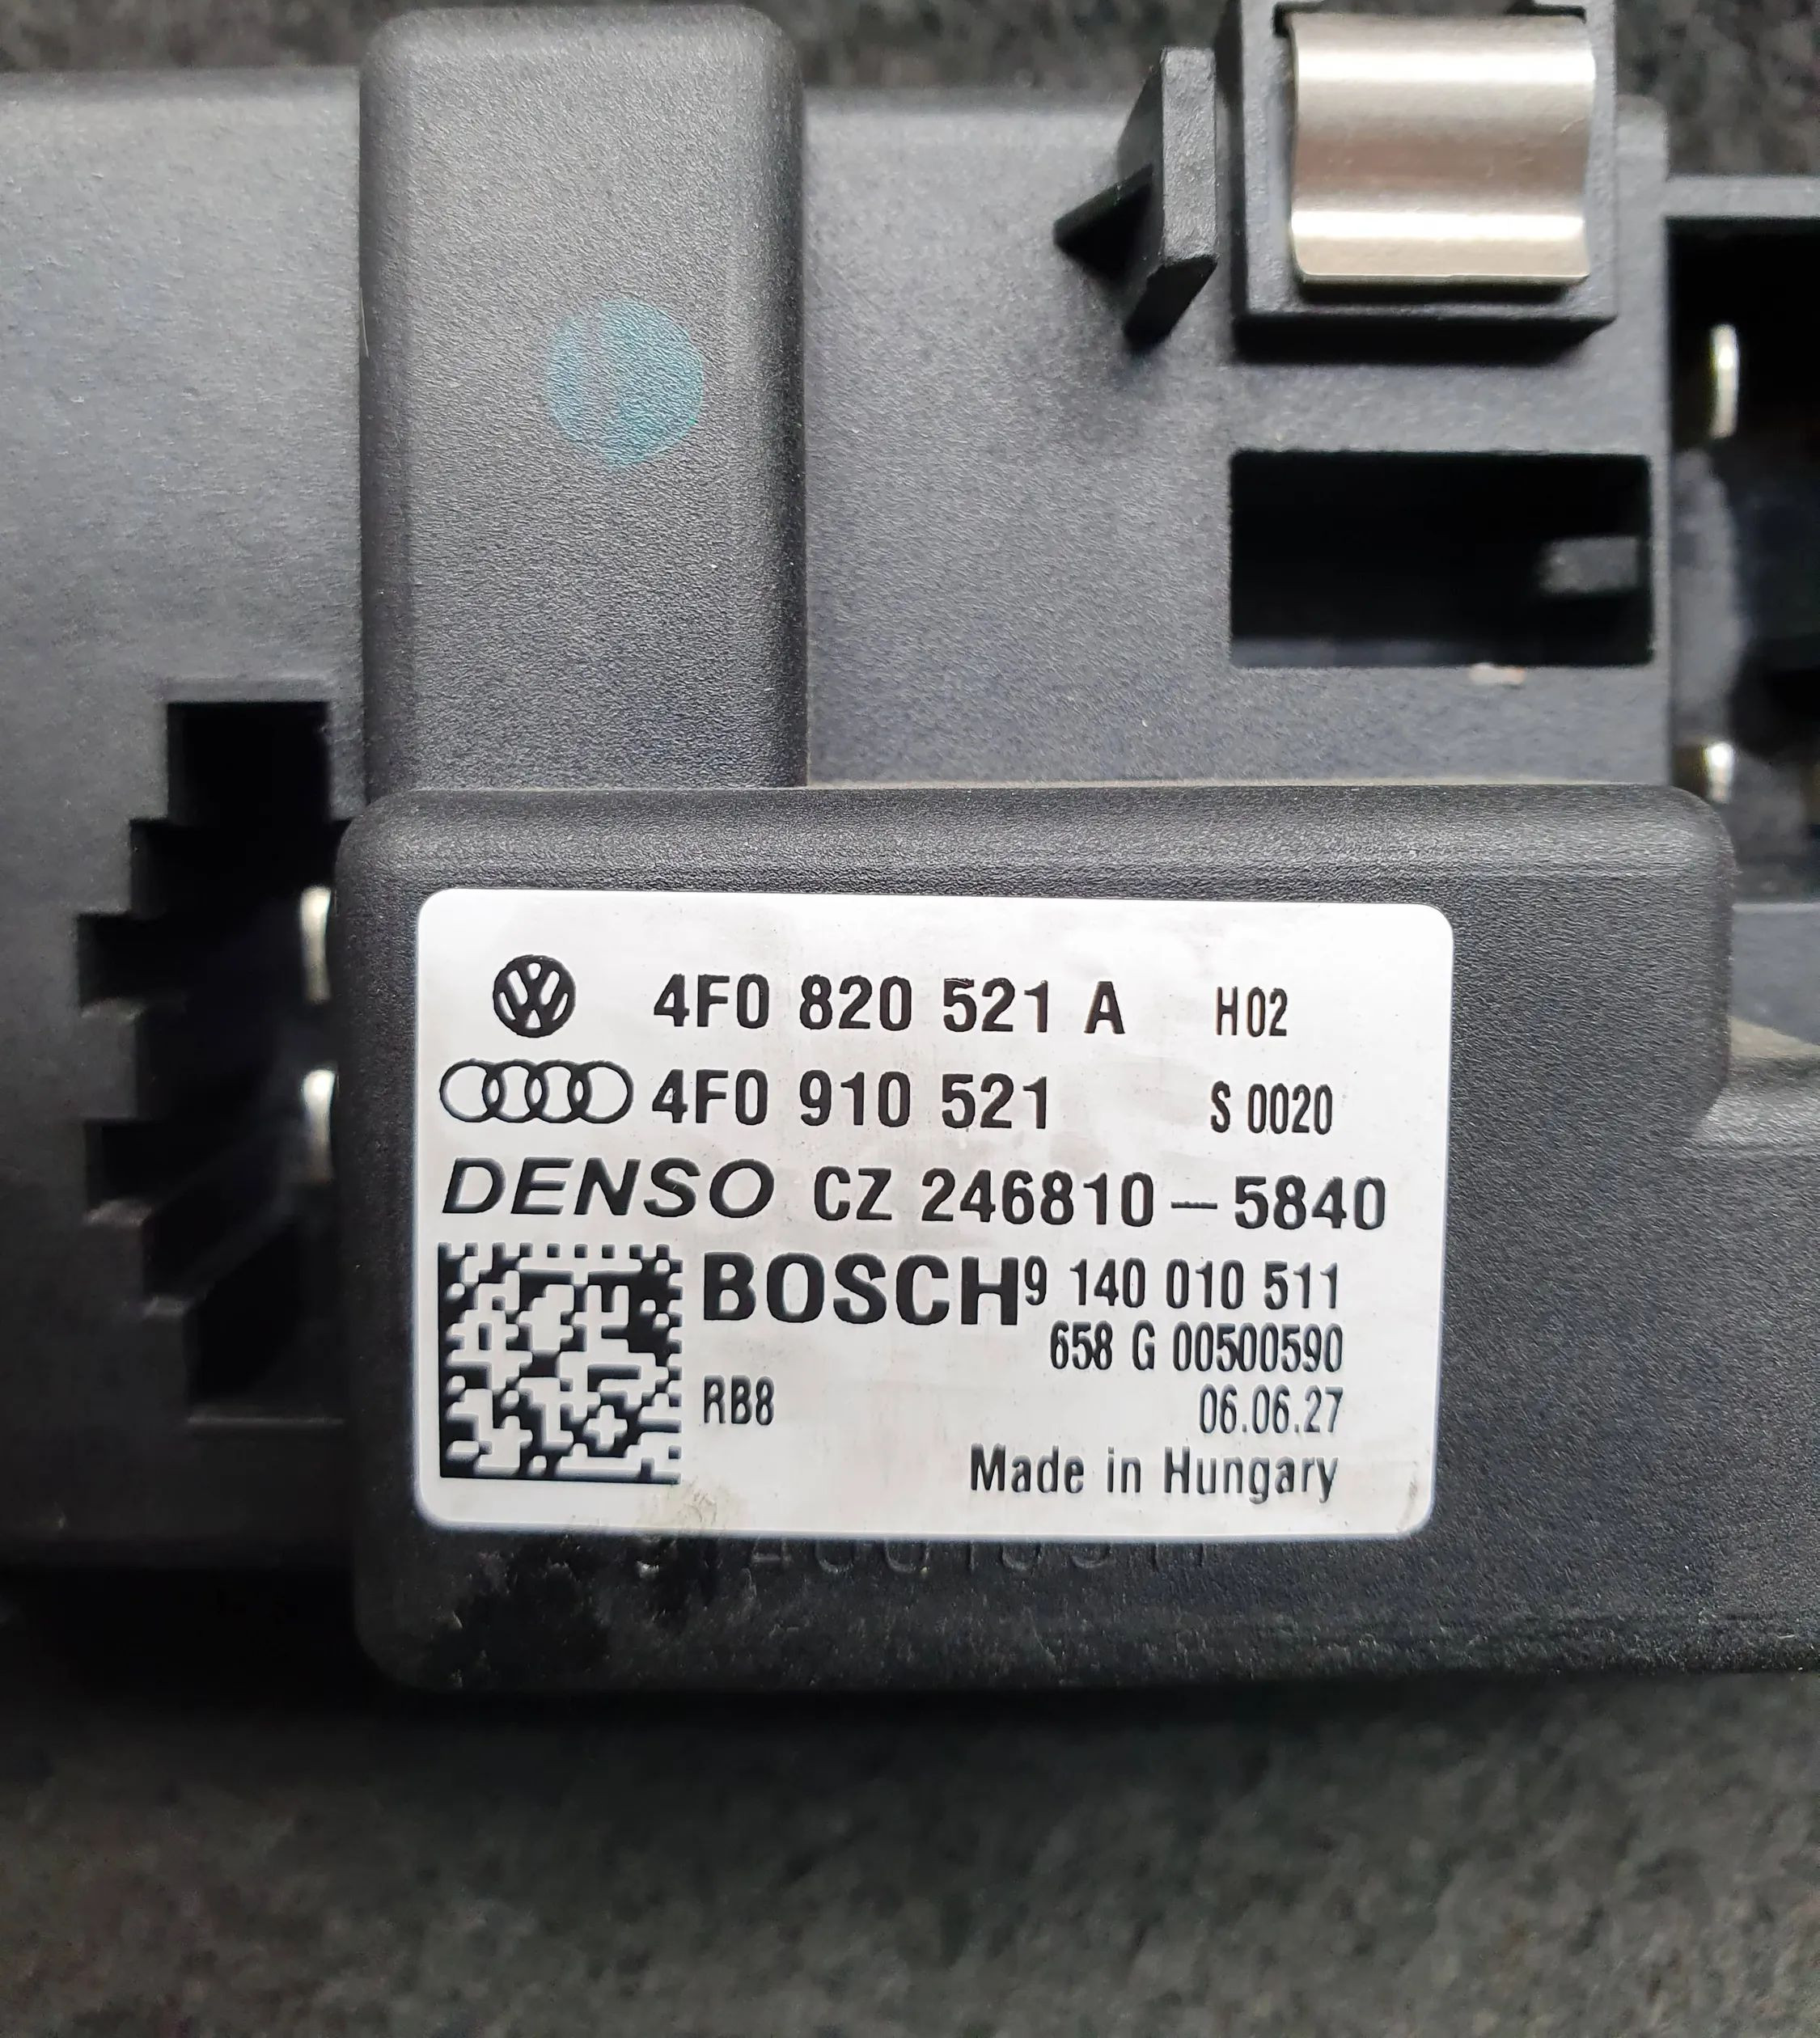 4F0 820 521 A H02
4F0 910 521 S 0020
DENSO CZ 246810-5840
BOSCH 9 140 010 511
658 G 00500590
RB8 06.06.27
Made in Hungary